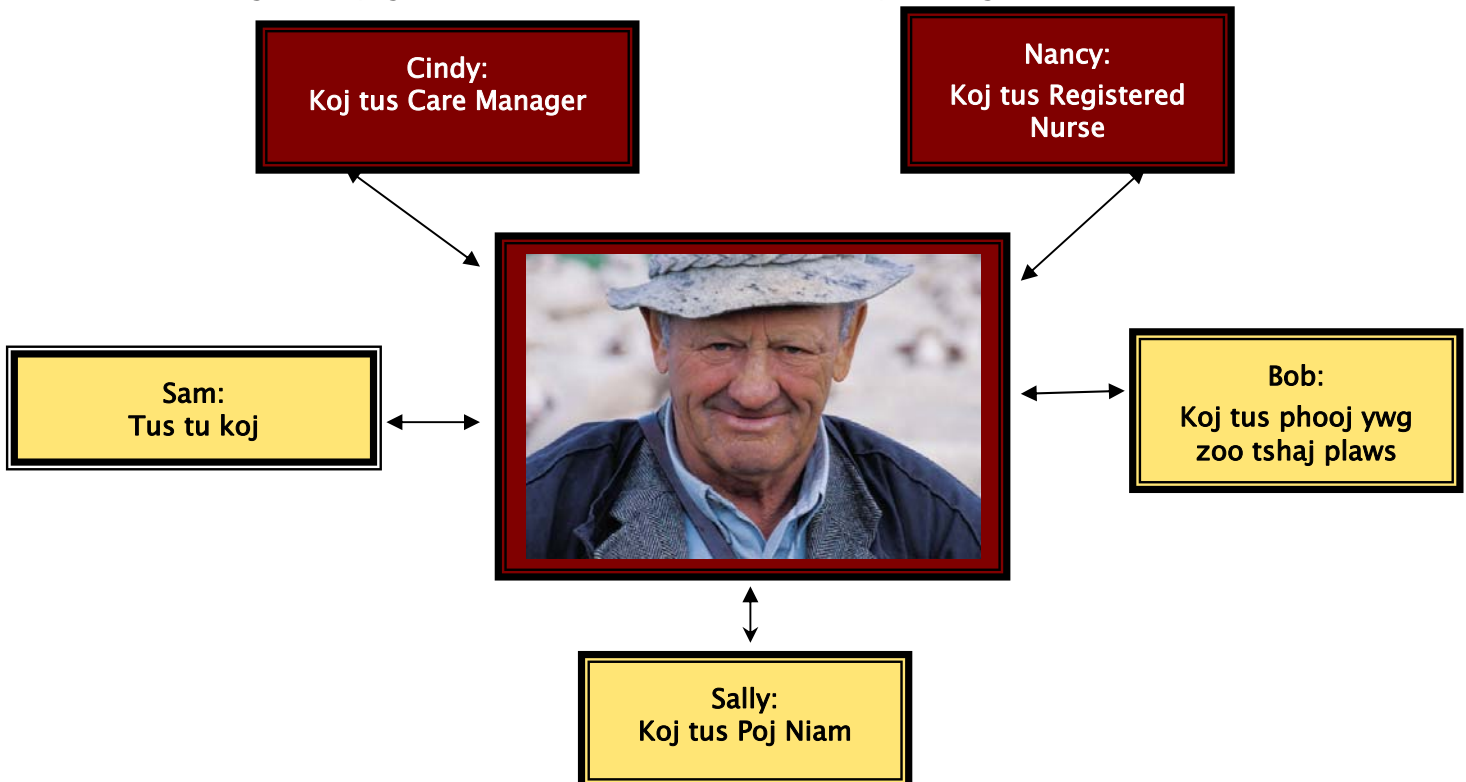 Cindy:
Koj tus Care Manager
Nancy:
Koj tus Registered
Nurse
Sam:
Tus tu koj
Bob:
Koj tus phooj ywg
zoo tshaj plaws
Sally:
Koj tus Poj Niam